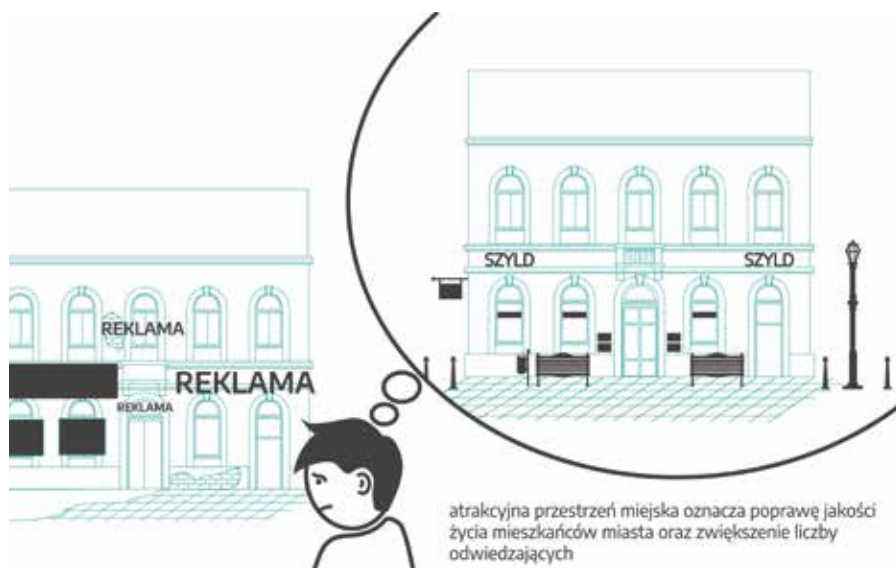 SZYLD SZYLD
REKLAMA
REKLAMA
REKLAMA
atrakcyjna przestrzeń miejska oznacza poprawę jakości
życia mieszkańców miasta oraz zwiększenie liczby
odwiedzających